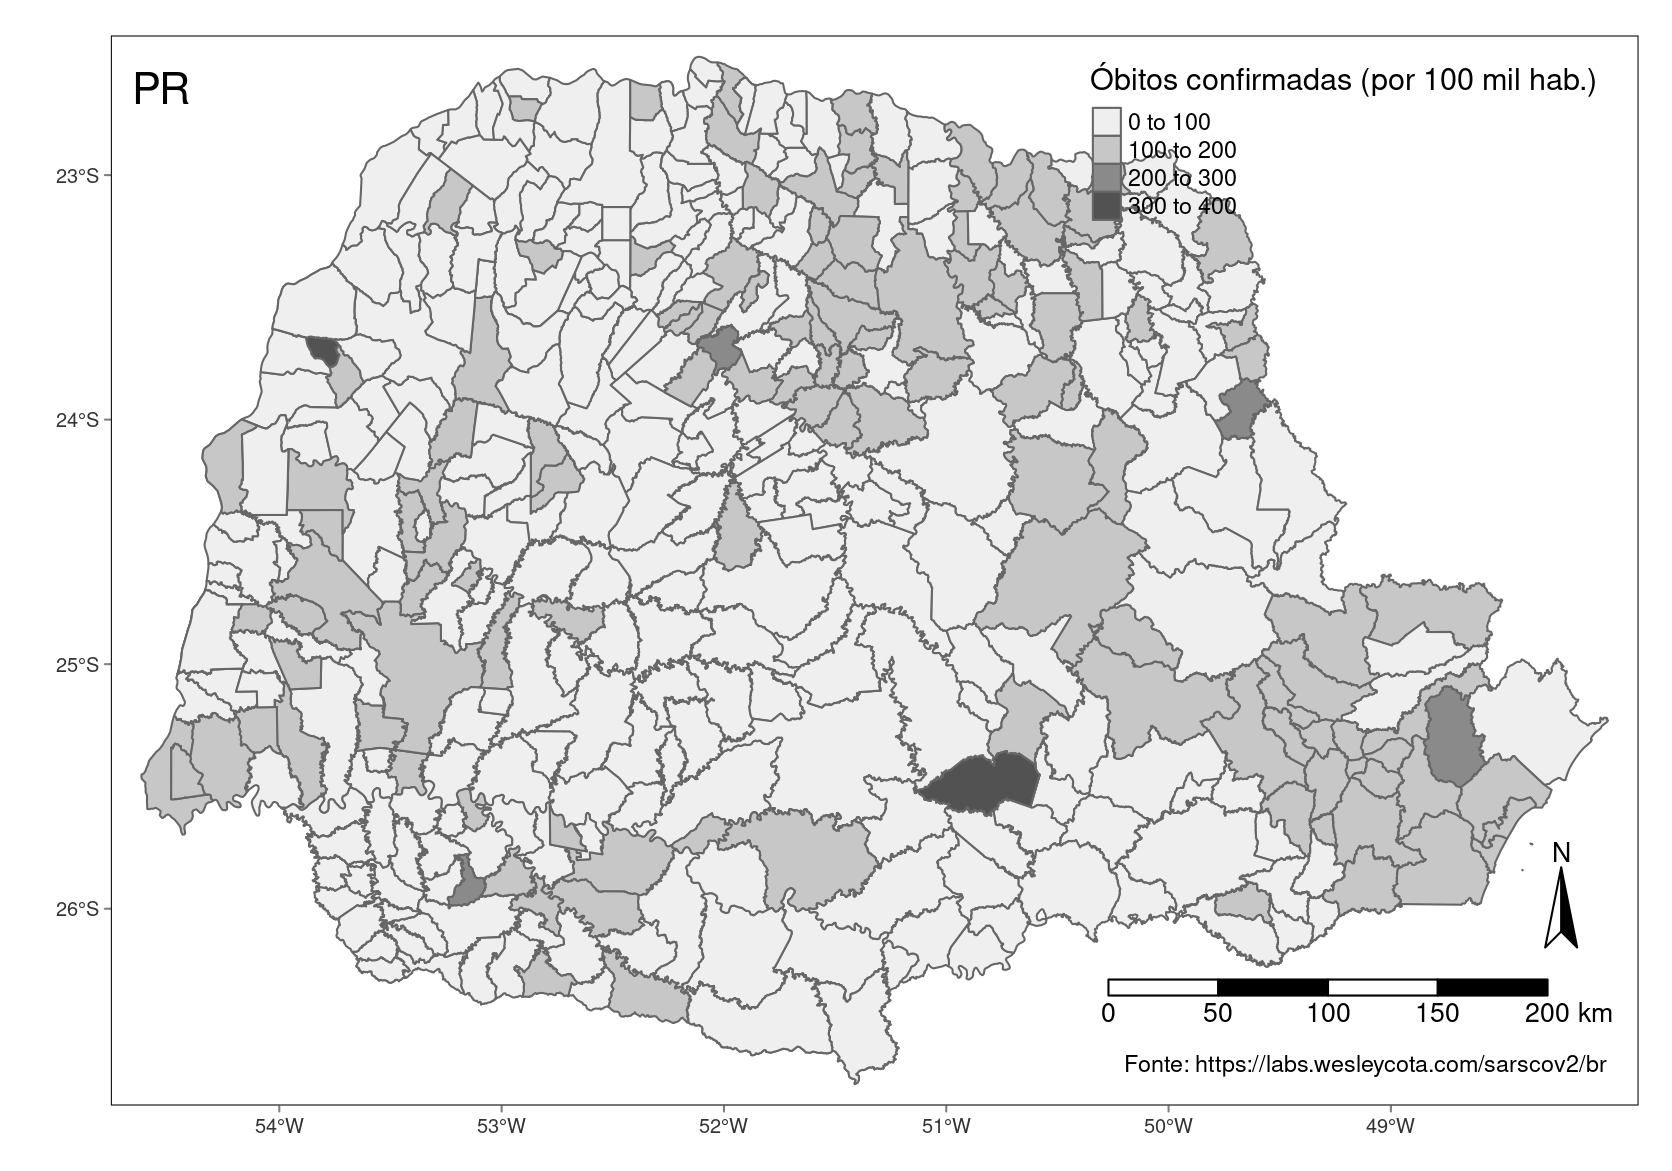 PR
Óbitos confirmadas (por 100 mil hab.)
0 to 100
100 to 200
200 to 300
300 to 400
23°S
24°S
25°S
26°S
N
0 50 100 150 200 km
Fonte: https://labs.wesleycota.com/sarscov2/br
54°W 53°W 52°W 51°W 50°W 49°W